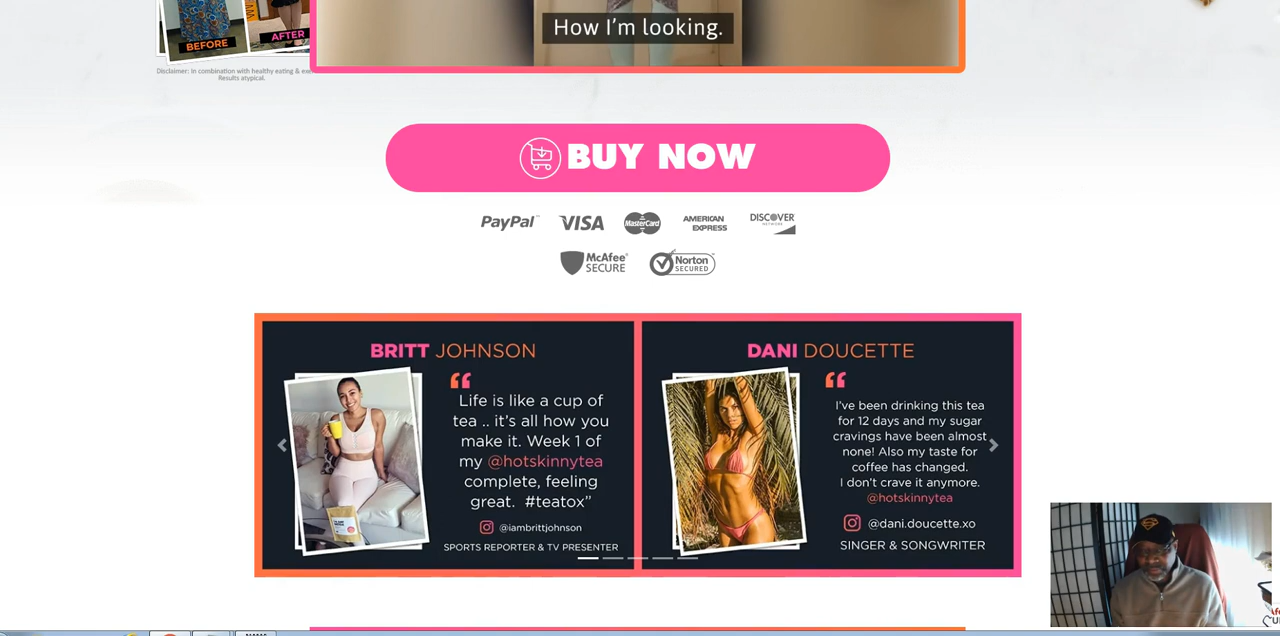 How I'm looking.
BEFORE
AFTER
Disclaimer: In combination with healthy eating &
Results atypical.
BUY NOW
PayPal VISA MasterCard AMERICAN EXPRESS DISCOVER NETWORK
McAfee SECURE Norton SECURED
BRITT JOHNSON
Life is like a cup of
tea .. it's all how you
make it. Week 1 of
my @hotskinnytea
complete, feeling
great. #teatox”
@iambrittjohnson
SPORTS REPORTER & TV PRESENTER
DANI DOUCETTE
I've been drinking this tea
for 12 days and my sugar
cravings have been almost
none! Also my taste for
coffee has changed.
I don't crave it anymore.
@hotskinnytea
@dani.doucette.xo
SINGER & SONGWRITER